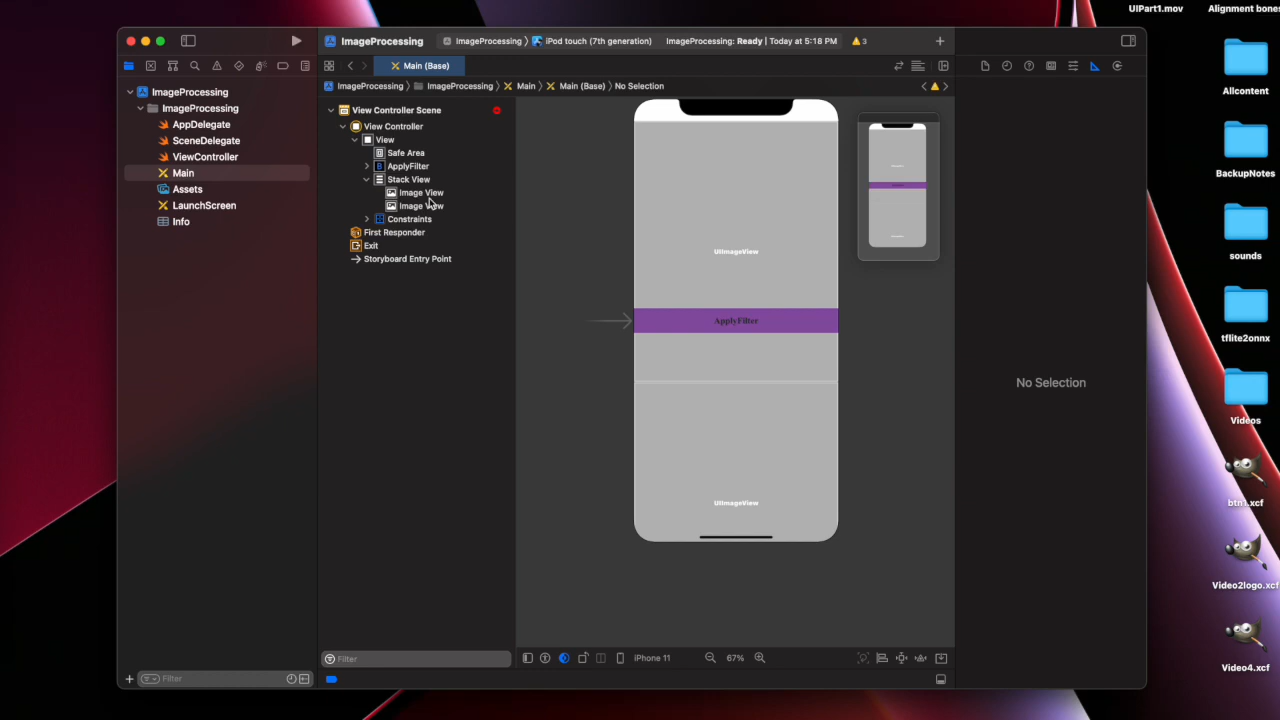 UIPart1.mov
Alignment bones
ImageProcessing
ImageProcessing
iPod touch (7th generation)
ImageProcessing: Ready | Today at 5:18 PM
3
Main (Base)
ImageProcessing
ImageProcessing
Main
Main (Base)
No Selection
ImageProcessing
ImageProcessing
AppDelegate
SceneDelegate
ViewController
Main
Assets
LaunchScreen
Info
View Controller Scene
View Controller
View
Safe Area
B ApplyFilter
Stack View
Image View
Image View
Constraints
First Responder
Exit
Storyboard Entry Point
UIImageView
ApplyFilter
UIImageView
No Selection
Allcontent
BackupNotes
sounds
tflite2onnx
Videos
btn1.xcf
Video2logo.xcf
Video4.xcf
Filter
iPhone 11
67%
Filter